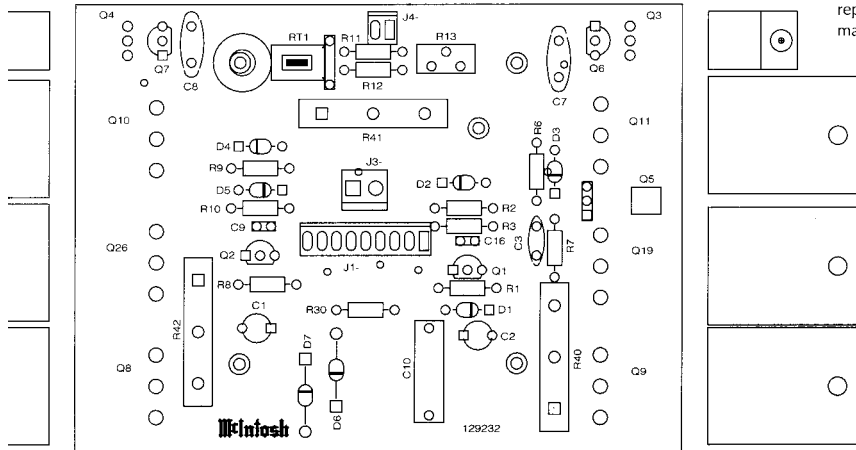 rep
ma
Q4
J4-
Q3
RT1
R11
R13
Q7
C8
R12
Q6
C7
Q10
R41
Q11
D4
R6
D3
R9
J3-
D5
D2
Q5
R10
R2
C9
R3
C16
C3
R7
Q26
Q2
Q19
J1-
Q1
R8
R1
C1
R30
D1
R42
C2
D7
C10
R40
Q8
Q9
D6
McIntosh
129232